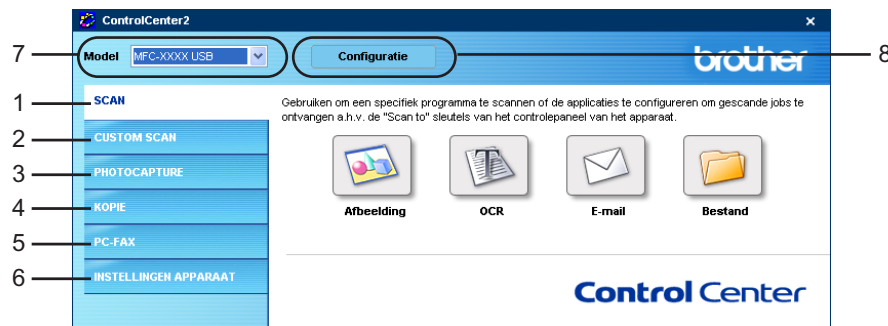 ControlCenter2
7 Model MFC-XXXX USB Configuratie 8
brother
1 SCAN
Gebruiken om een specifiek programma te scannen of de applicaties te configureren om gescande jobs te
ontvangen a.h.v. de "Scan to" sleutels van het controlepaneel van het apparaat.
2 CUSTOM SCAN
3 PHOTOCAPTURE
4 KOPIE
5 PC-FAX
6 INSTELLINGEN APPARAAT
Afbeelding OCR E-mail Bestand
Control Center